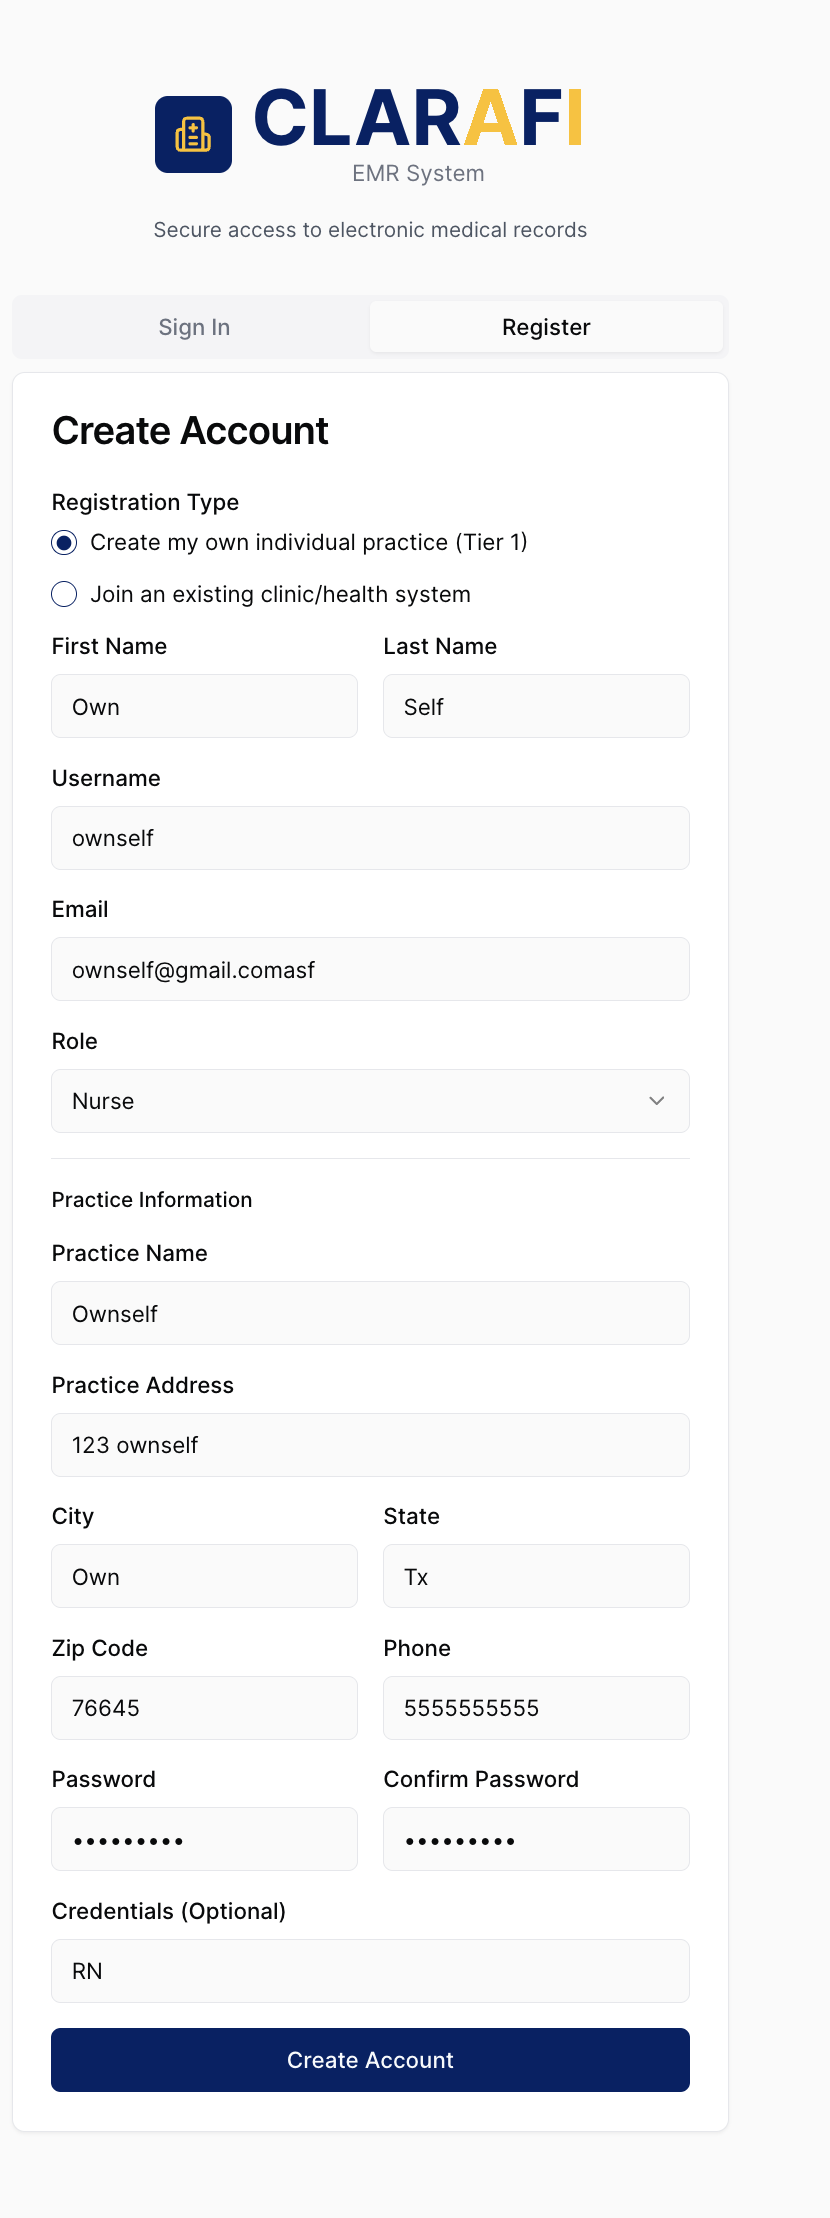 CLARAFI
EMR System
Secure access to electronic medical records
Sign In Register
Create Account
Registration Type
Create my own individual practice (Tier 1)
Join an existing clinic/health system
First Name Last Name
Own Self
Username
ownself
Email
ownself@gmail.comasf
Role
Nurse
Practice Information
Practice Name
Ownself
Practice Address
123 ownself
City State
Own Tx
Zip Code Phone
76645 5555555555
Password Confirm Password
••••••••• •••••••••
Credentials (Optional)
RN
Create Account